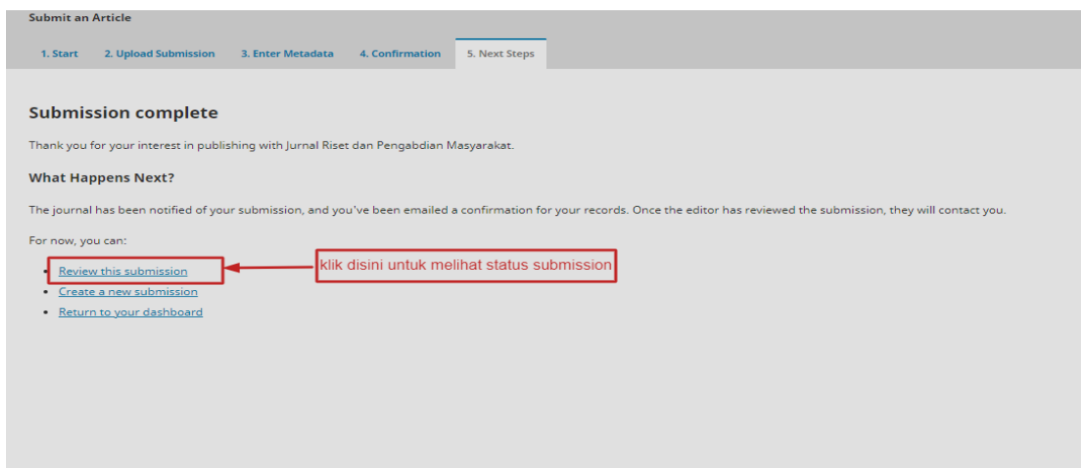 Submit an Article
1. Start 2. Upload Submission 3. Enter Metadata 4. Confirmation 5. Next Steps
Submission complete
Thank you for your interest in publishing with Jurnal Riset dan Pengabdian Masyarakat.
What Happens Next?
The journal has been notified of your submission, and you've been emailed a confirmation for your records. Once the editor has reviewed the submission, they will contact you.
For now, you can:
• Review this submission klik disini untuk melihat status submission
• Create a new submission
• Return to your dashboard